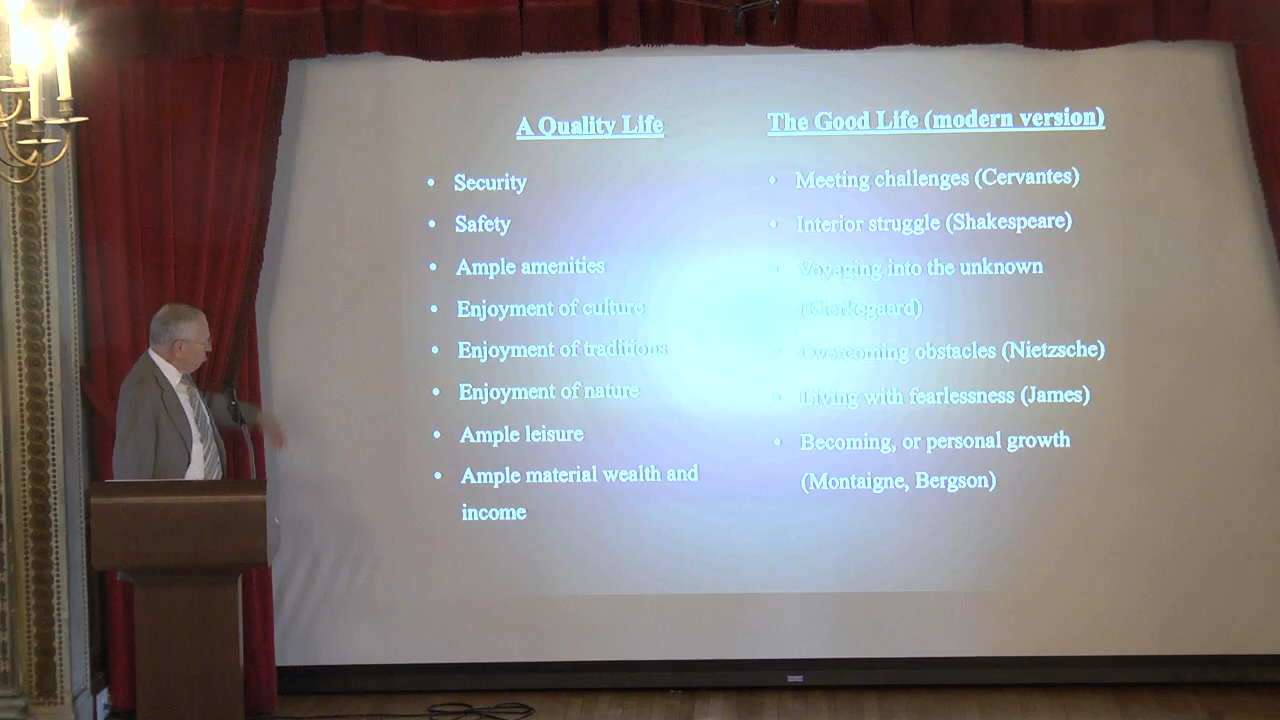 A Quality Life
• Security
• Safety
• Ample amenities
• Enjoyment of culture
• Enjoyment of traditions
• Enjoyment of nature
• Ample leisure
• Ample material wealth and
income
The Good Life (modern version)
• Meeting challenges (Cervantes)
• Interior struggle (Shakespeare)
• Voyaging into the unknown
• Overcoming obstacles (Nietzsche)
• Living with fearlessness (James)
• Becoming, or personal growth
(Montaigne, Bergson)